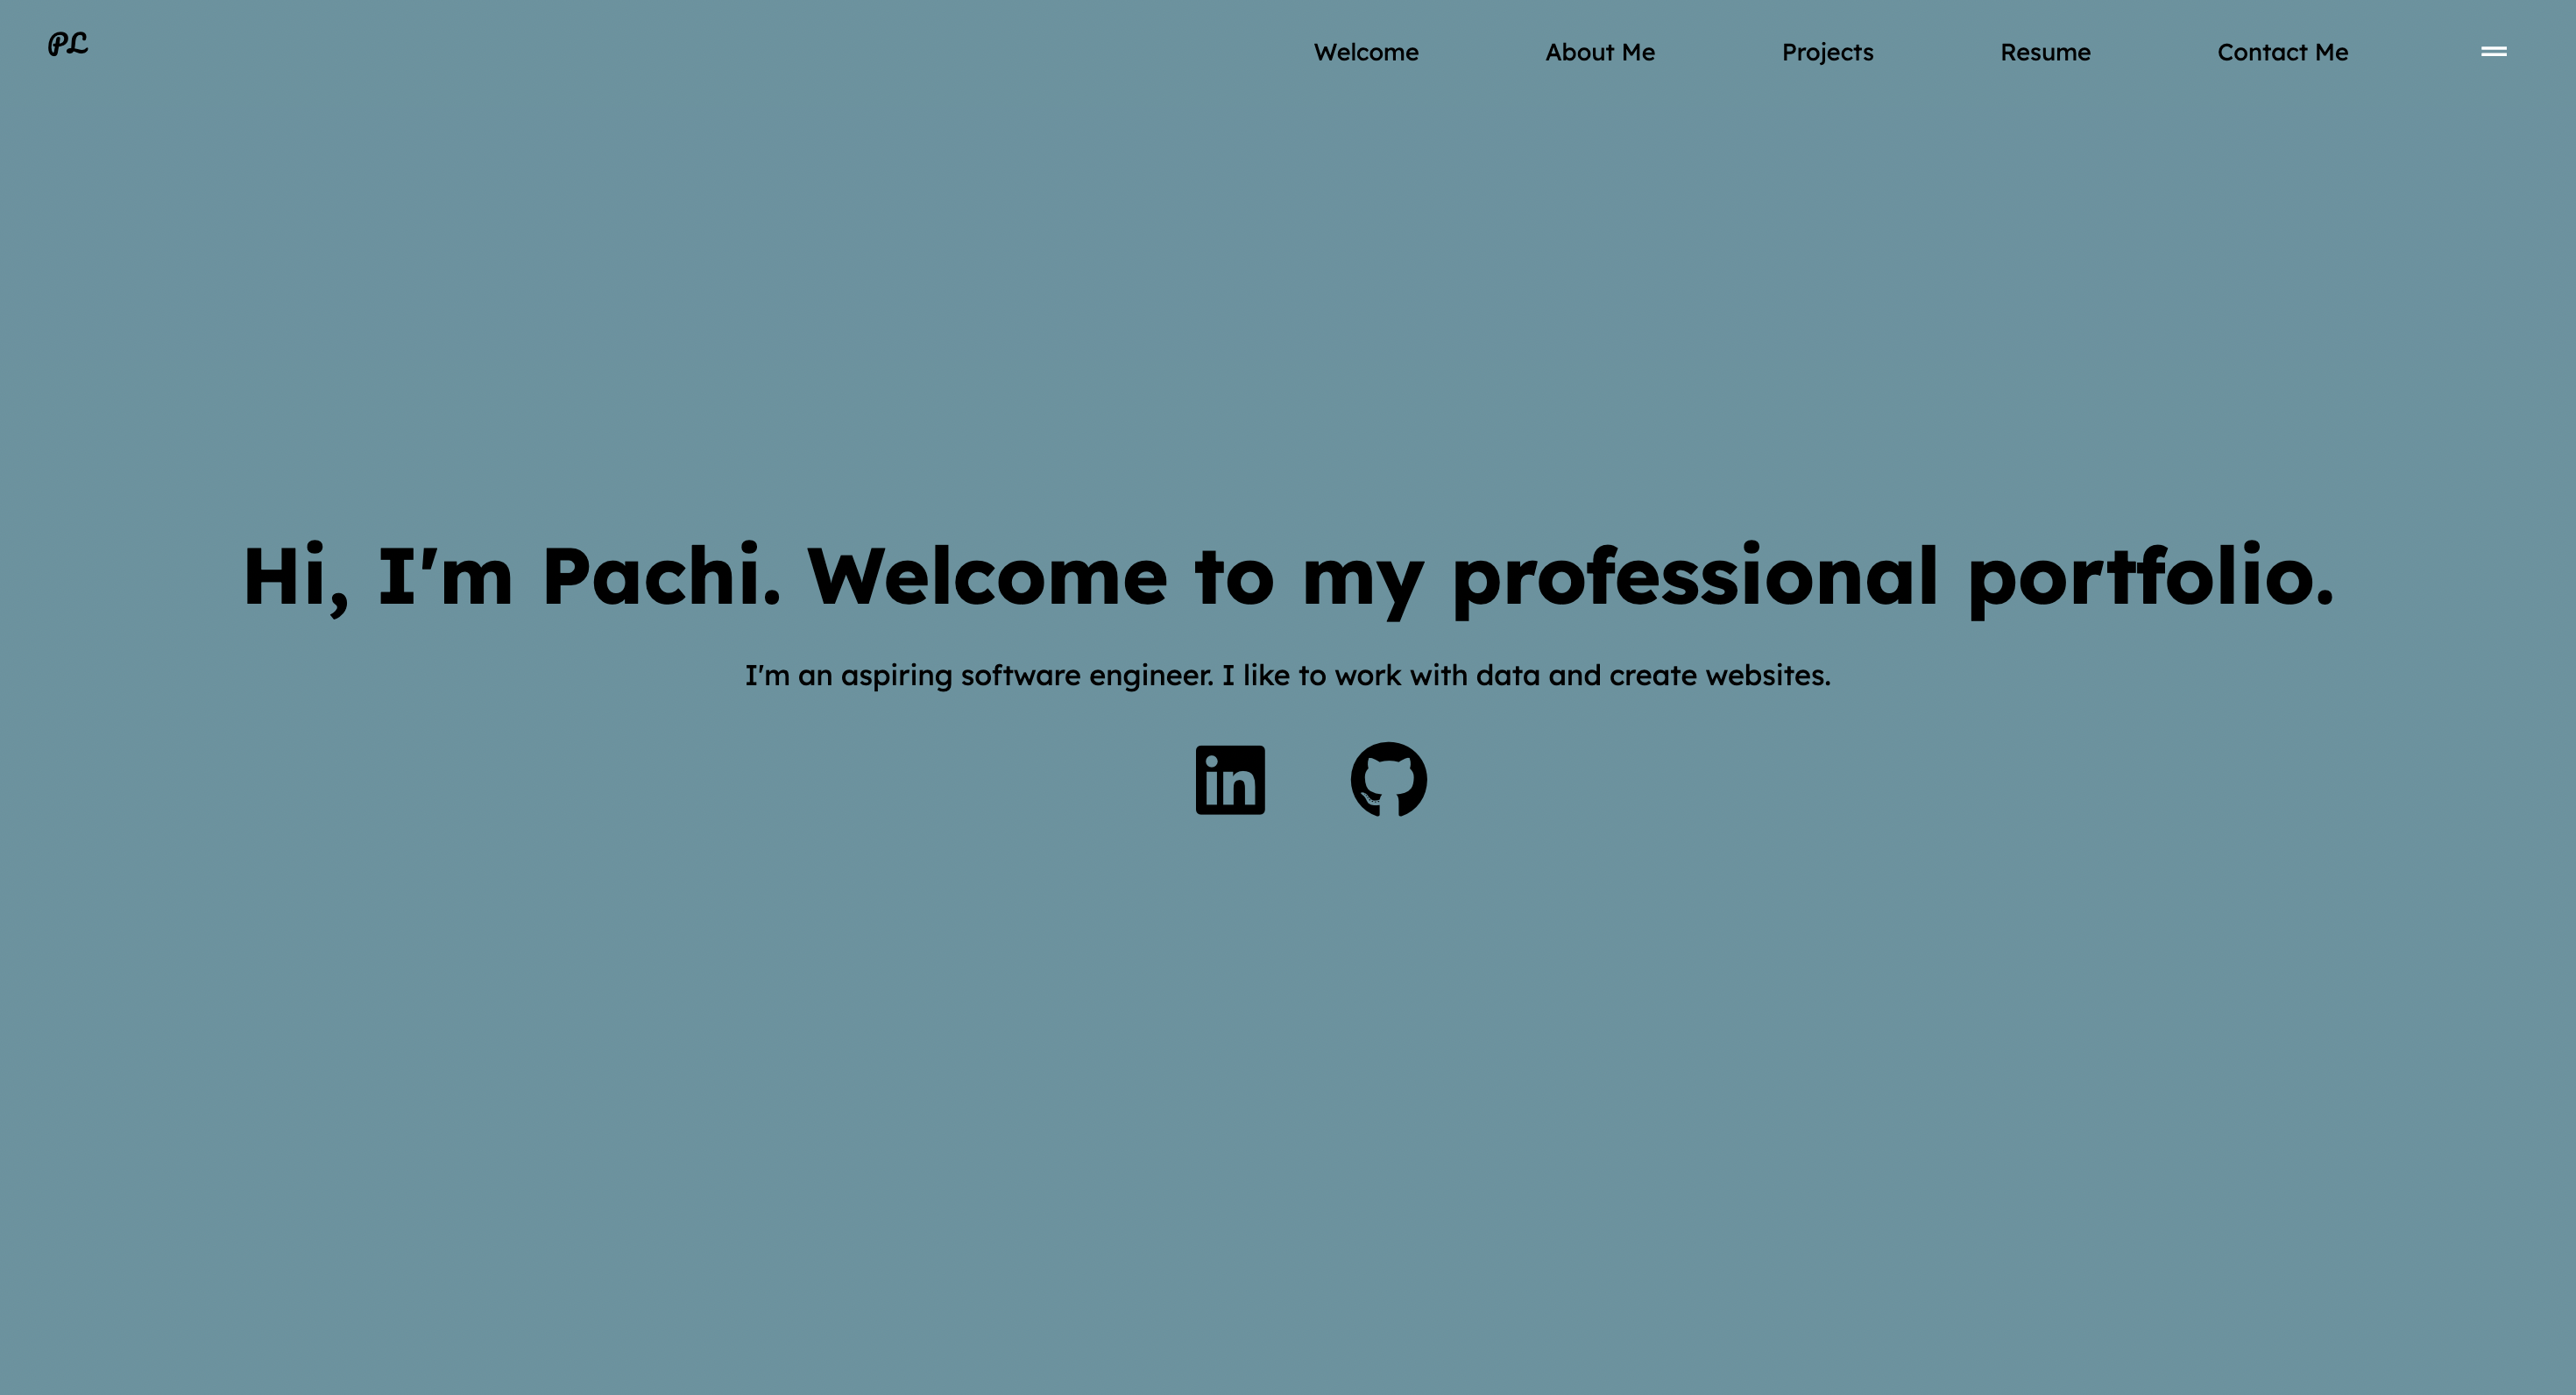 PL
Welcome About Me Projects Resume Contact Me
Hi, I'm Pachi. Welcome to my professional portfolio.
I'm an aspiring software engineer. I like to work with data and create websites.
in